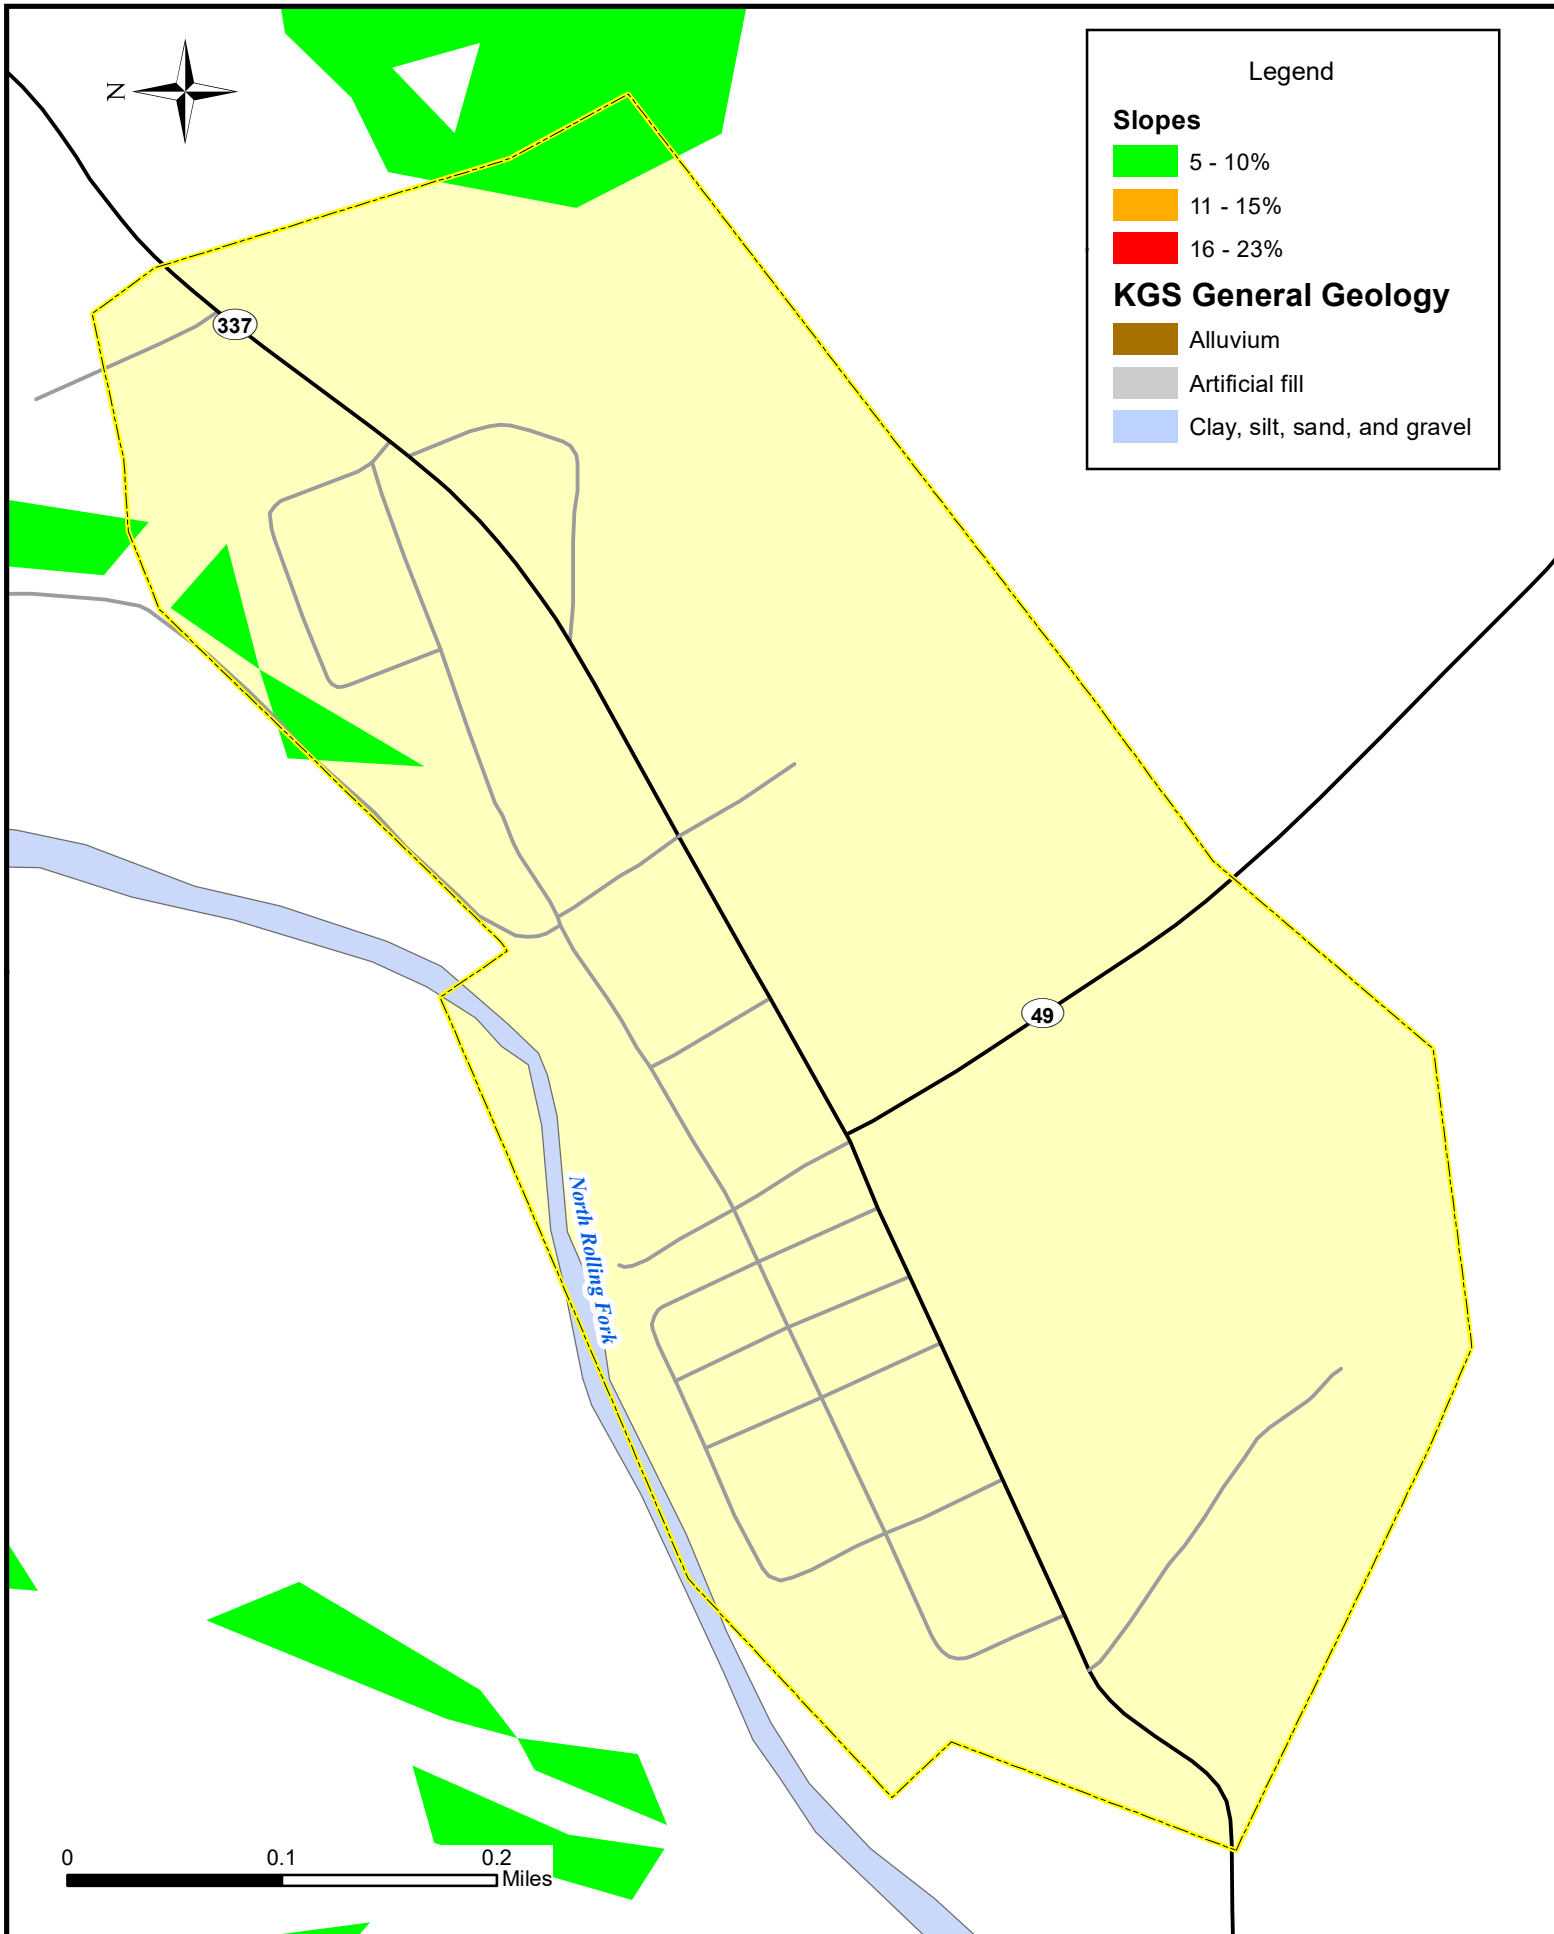 N
Legend
Slopes
5 - 10%
11 - 15%
16 - 23%
KGS General Geology
Alluvium
Artificial fill
Clay, silt, sand, and gravel
337
49
North Rolling Fork
0 0.1 0.2
Miles